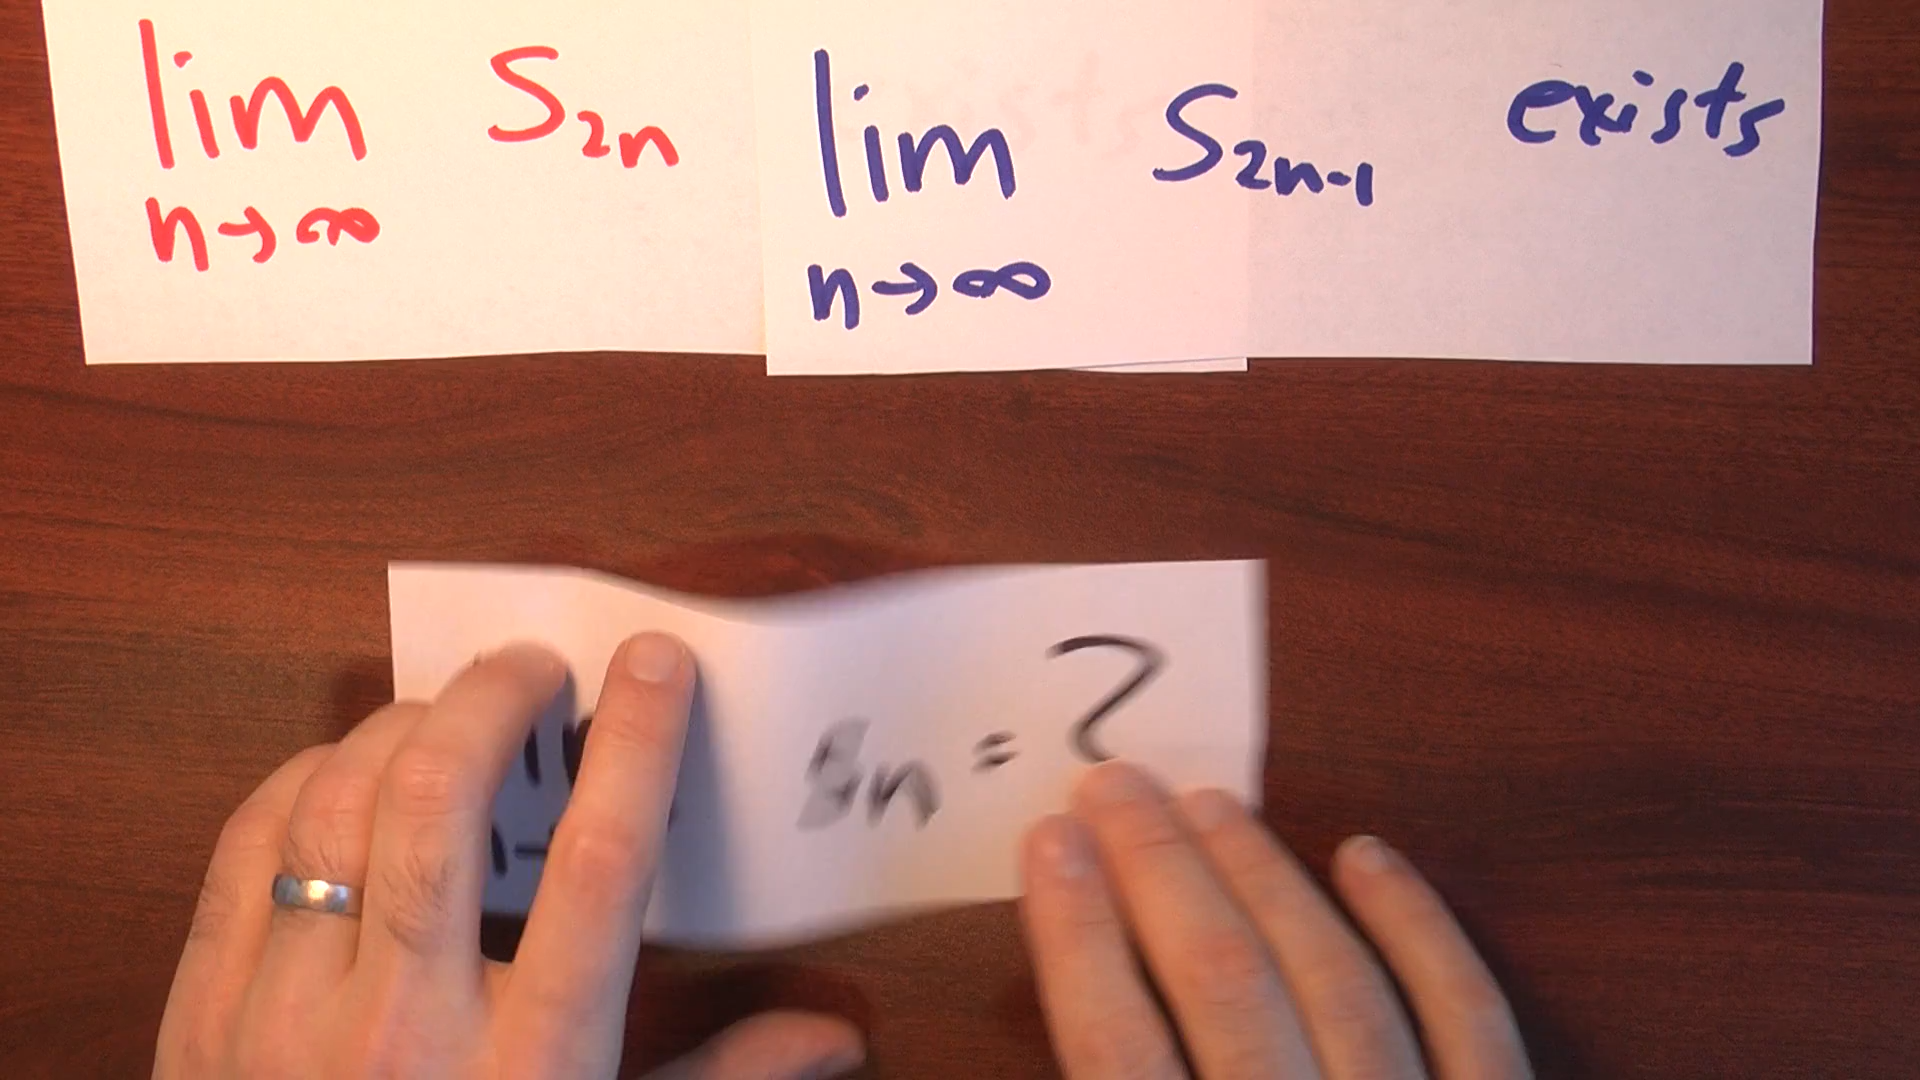 lim S₂ₙ
n→∞
lim S₂ₙ₋₁ exists
n→∞
Sₙ = ?